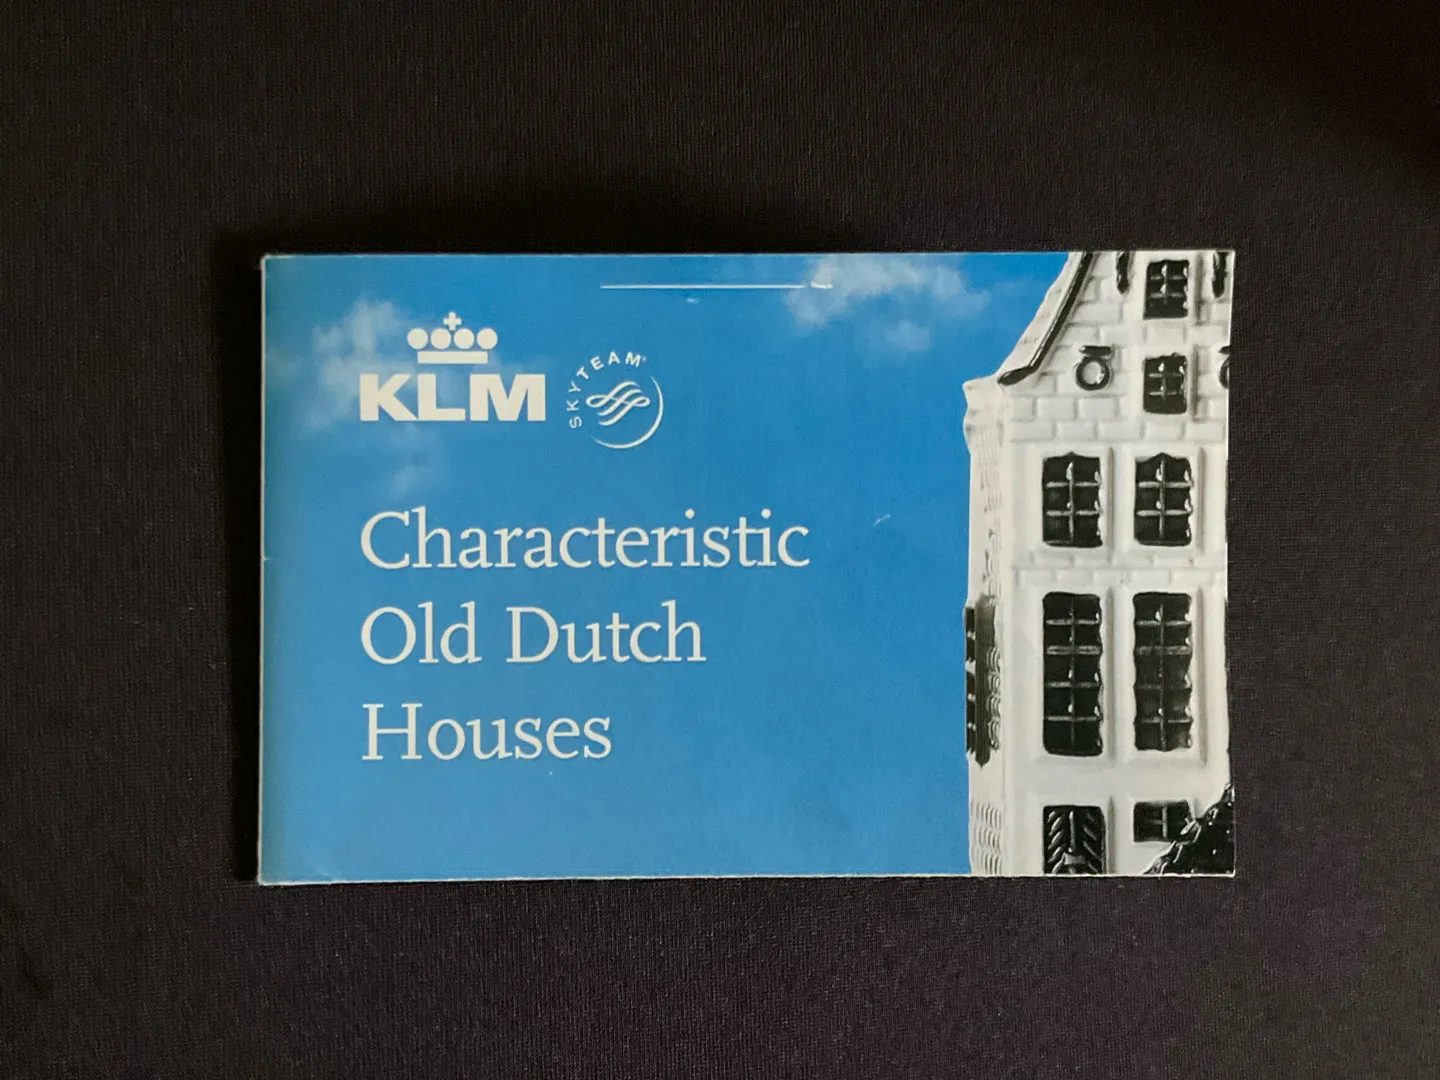 KLM
SKYTEAM
Characteristic
Old Dutch
Houses